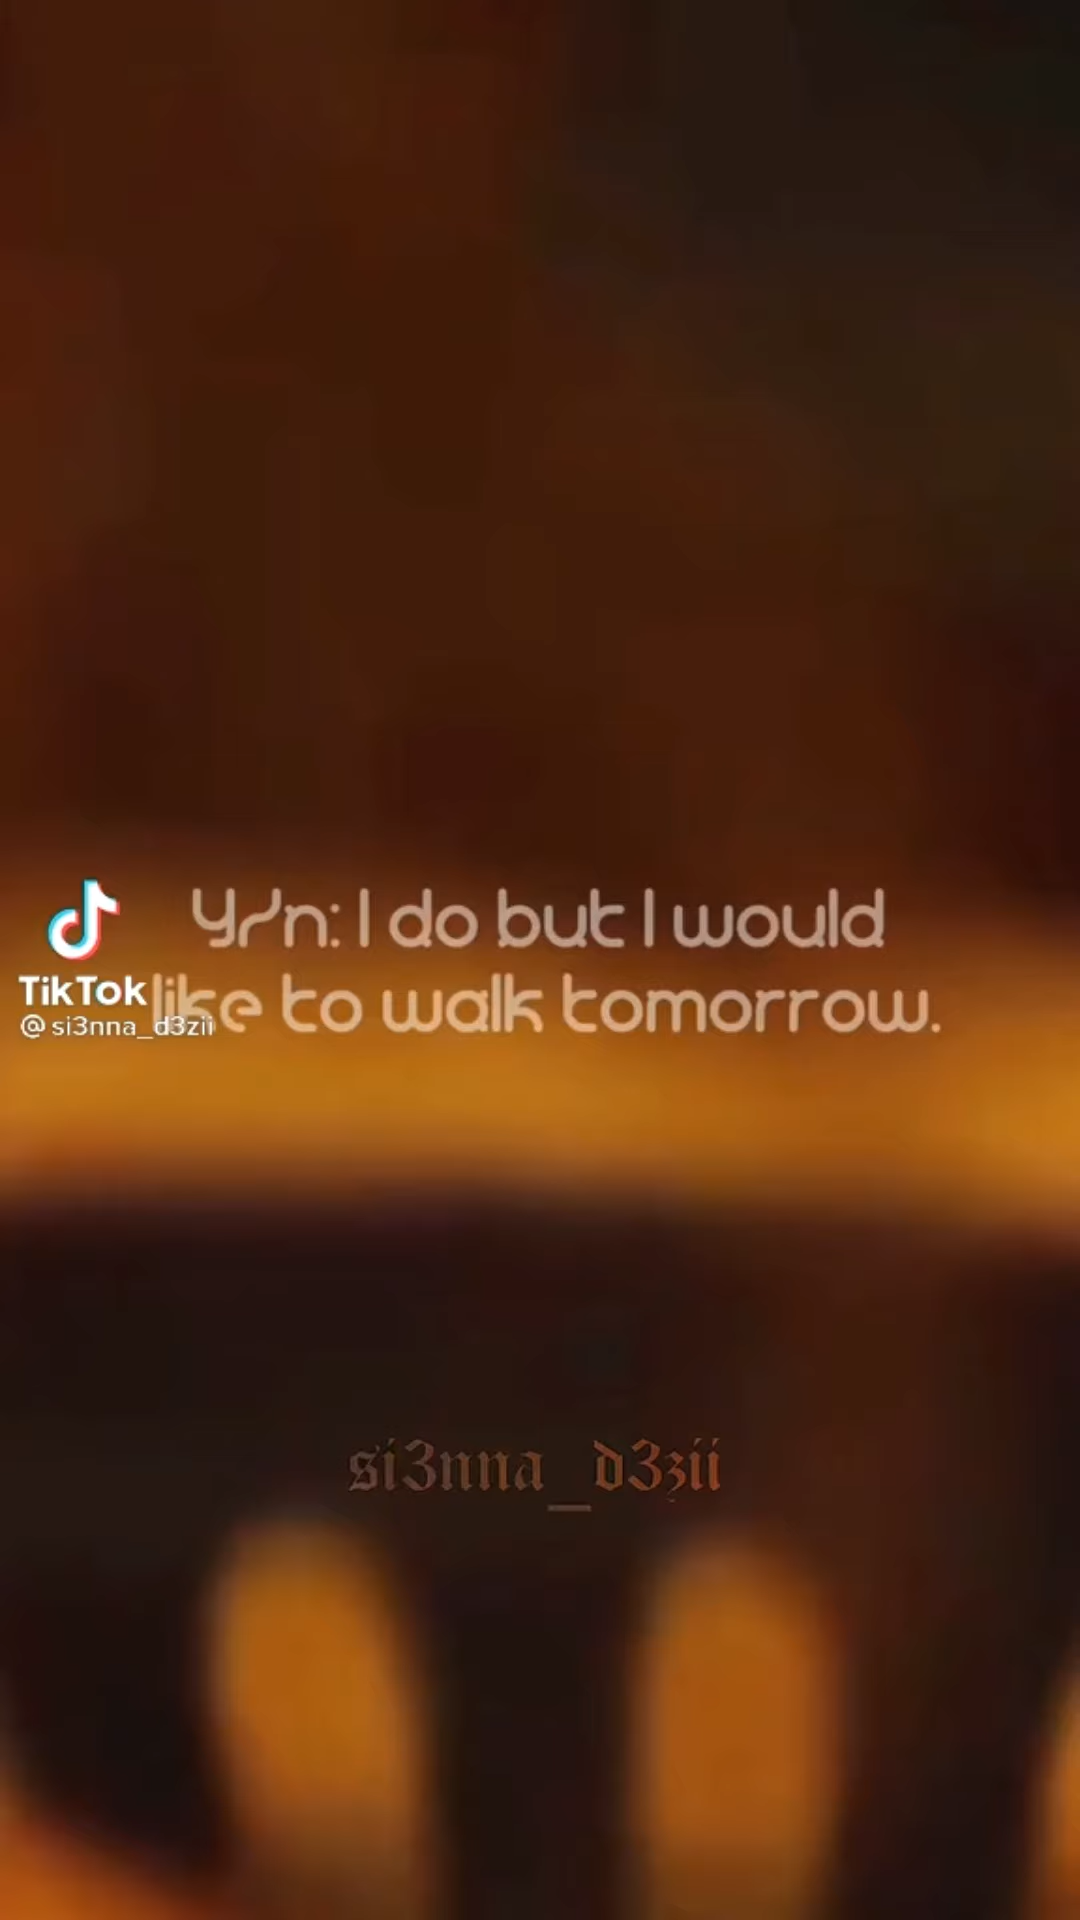 y/n: I do but I would
like to walk tomorrow.
TikTok
@si3nna_d3zii
si3nna_d3zii